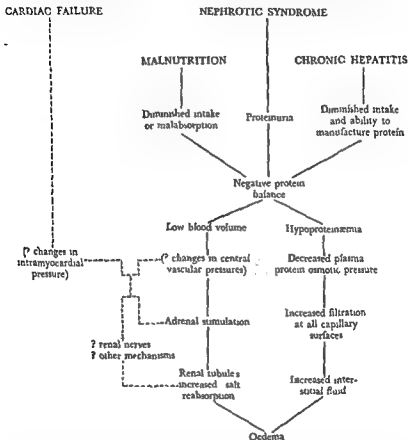 CARDIAC FAILURE
NEPHROTIC SYNDROME
MALNUTRITION
CHRONIC HEPATITIS
Diminished intake
or malabsorption
Proteinuria
Diminished intake
and ability to
manufacture protein
Negative protein
balance
Low blood volume
Hypoproteinæmia
(? changes in
intramyocardial
pressure)
(? changes in central
vascular pressures)
Decreased plasma
protein osmotic pressure
Adrenal stimulation
Increased filtration
at all capillary
surfaces
? renal nerves
? other mechanisms
Renal tubules
increased salt
reabsorption
Increased inter-
stitial fluid
Oedema